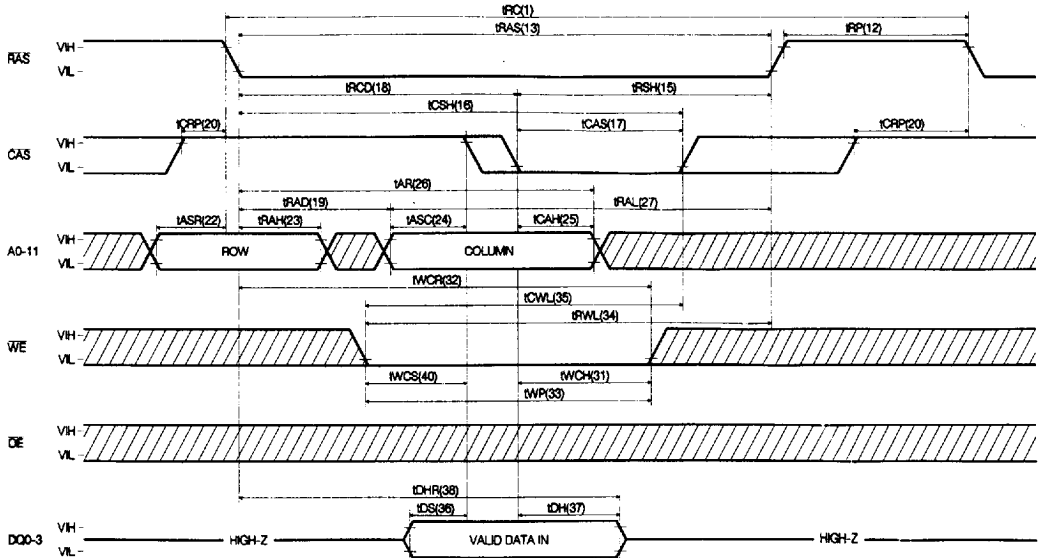 tRC(1)
tRAS(13) tRP(12)
RAS VIH – VIL –
tRCD(18) tRSH(15)
tCSH(16)
tCRP(20) tCAS(17) tCRP(20)
CAS VIH – VIL –
tAR(26)
tRAD(19) tRAL(27)
tASR(22) tRAH(23) tASC(24) tCAH(25)
A0-11 VIH – VIL –
ROW COLUMN
tWCR(32)
tCWL(35)
tRWL(34)
WE VIH – VIL –
tWCS(40) tWCH(31)
tWP(33)
OE VIH – VIL –
tDHR(38)
tDS(36) tDH(37)
DQ0-3 VIH – VIL –
HIGH-Z VALID DATA IN HIGH-Z